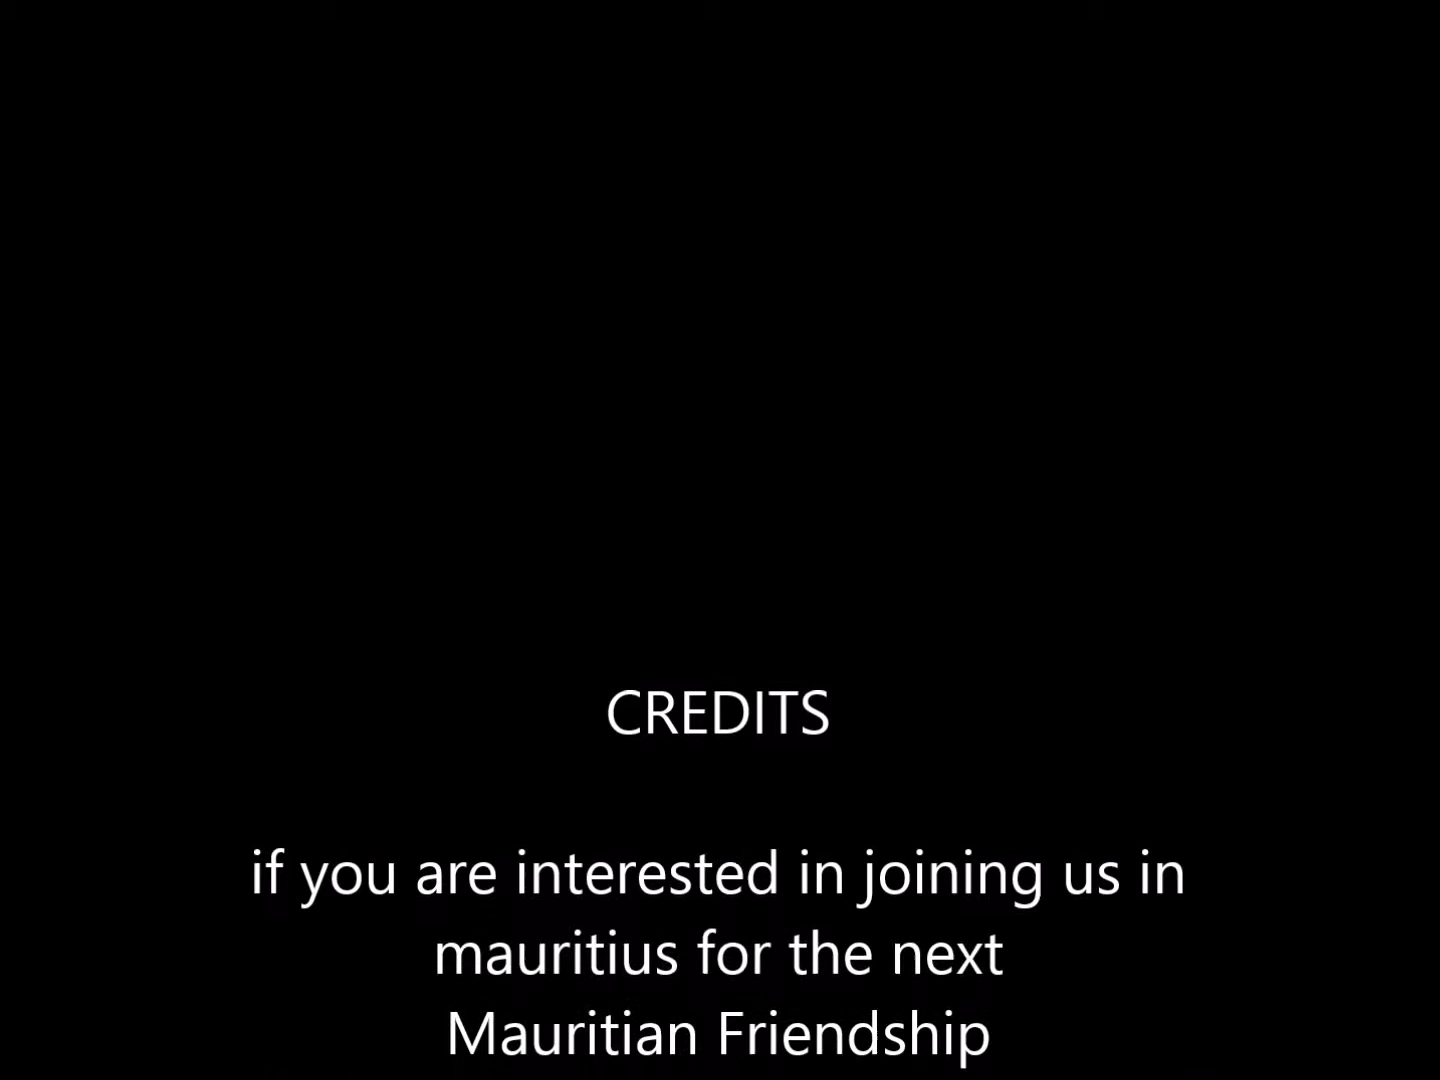 CREDITS
if you are interested in joining us in
mauritius for the next
Mauritian Friendship